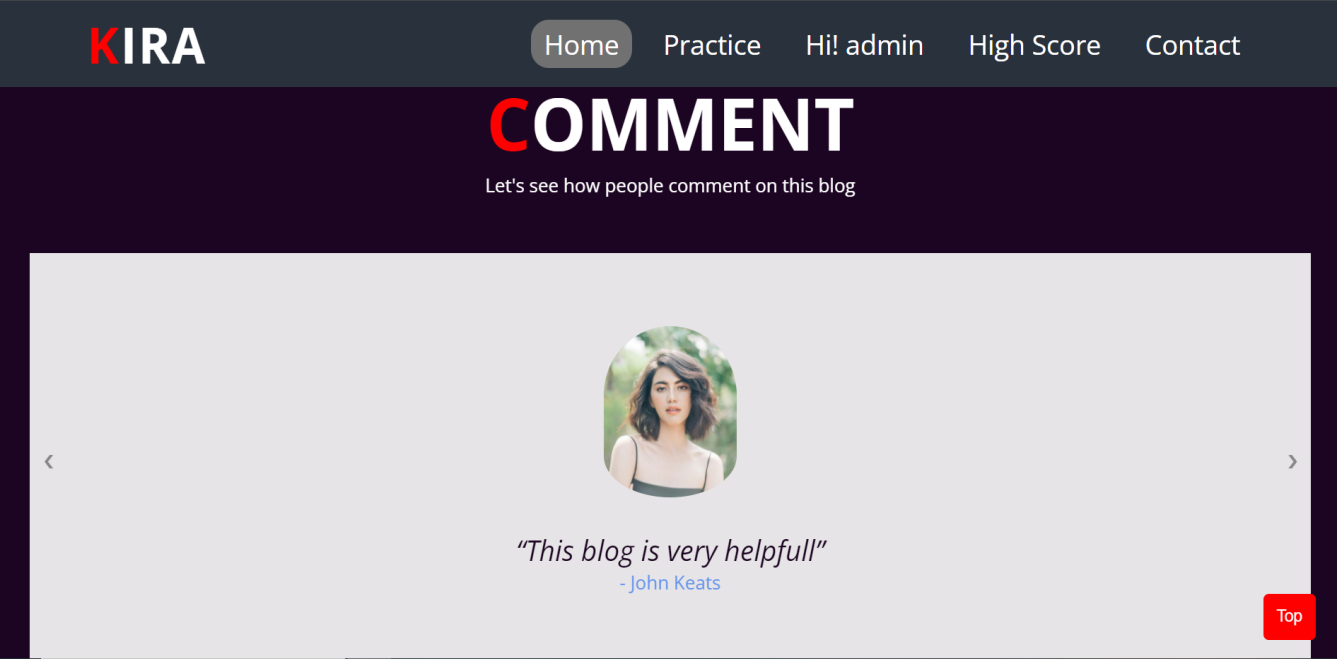 KIRA
Home Practice Hi! admin High Score Contact
COMMENT
Let's see how people comment on this blog
‹ ›
“This blog is very helpfull”
- John Keats
Top